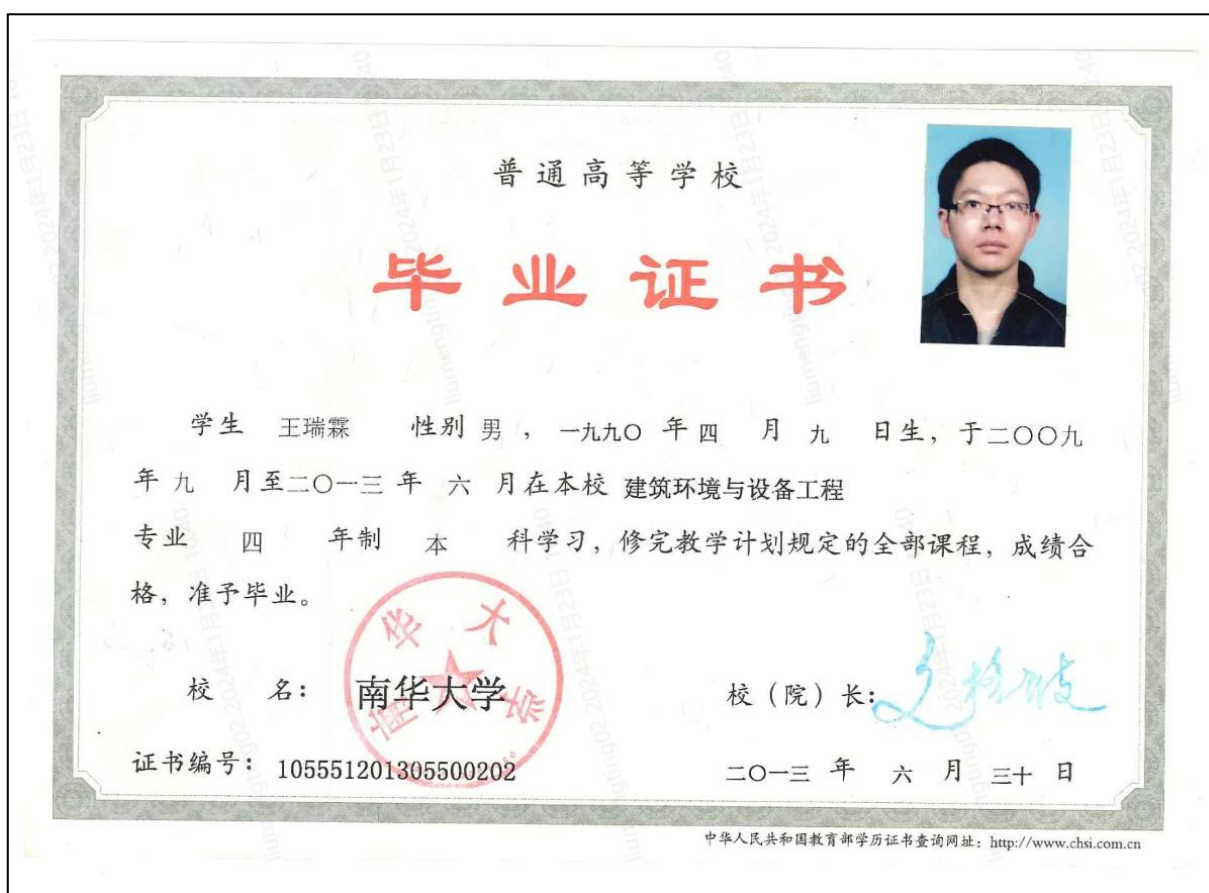 普通高等学校
毕业证书
学生 王瑞霖 性别 男 , 一九九〇 年 四 月 九 日生, 于二〇〇九
年 九 月至二〇一三 年 六 月在本校 建筑环境与设备工程
专业 四 年制 本 科学习, 修完教学计划规定的全部课程, 成绩合
格, 准予毕业。
南华大学
校 名: 南华大学
校(院)长:
证书编号: 105551201305500202
二〇一三 年 六 月 三十 日
中华人民共和国教育部学历证书查询网址: http://www.chsi.com.cn